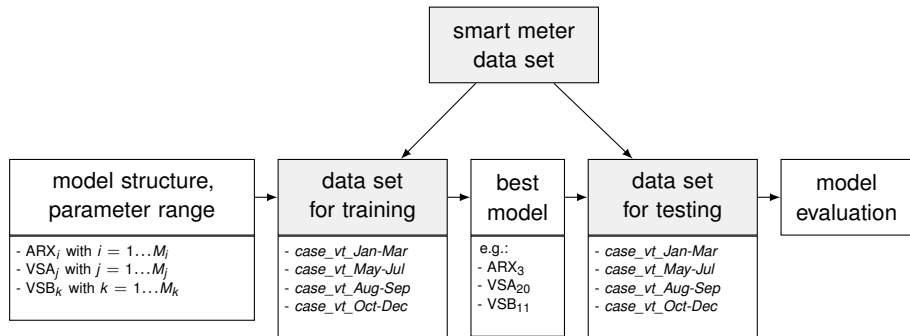 smart meter
data set
model structure,
parameter range
- ARXᵢ with i = 1...Mᵢ
- VSAⱼ with j = 1...Mⱼ
- VSBₖ with k = 1...Mₖ
data set
for training
- case_vt_Jan-Mar
- case_vt_May-Jul
- case_vt_Aug-Sep
- case_vt_Oct-Dec
best
model
e.g.:
- ARX₃
- VSA₂₀
- VSB₁₁
data set
for testing
- case_vt_Jan-Mar
- case_vt_May-Jul
- case_vt_Aug-Sep
- case_vt_Oct-Dec
model
evaluation